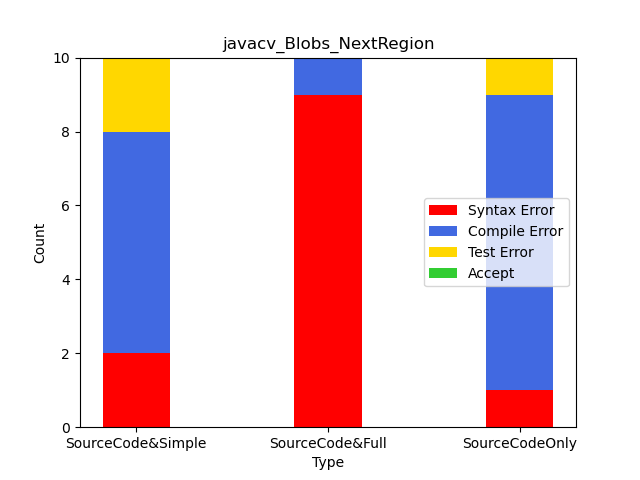 javacv_Blobs_NextRegion
10
8
6
4
2
0
Count
Syntax Error
Compile Error
Test Error
Accept
SourceCode&Simple
SourceCode&Full
SourceCodeOnly
Type